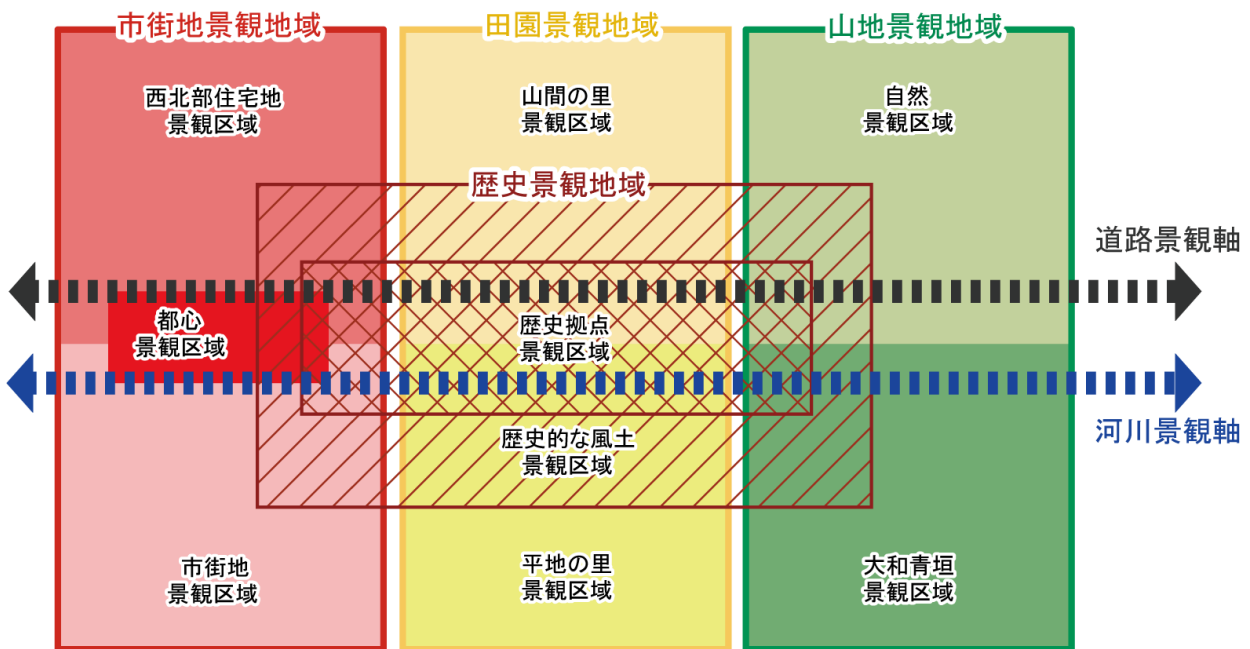 市街地景観地域
田園景観地域
山地景観地域
西北部住宅地
景観区域
山間の里
景観区域
自然
景観区域
歴史景観地域
道路景観軸
都心
景観区域
歴史拠点
景観区域
河川景観軸
歴史的な風土
景観区域
市街地
景観区域
平地の里
景観区域
大和青垣
景観区域